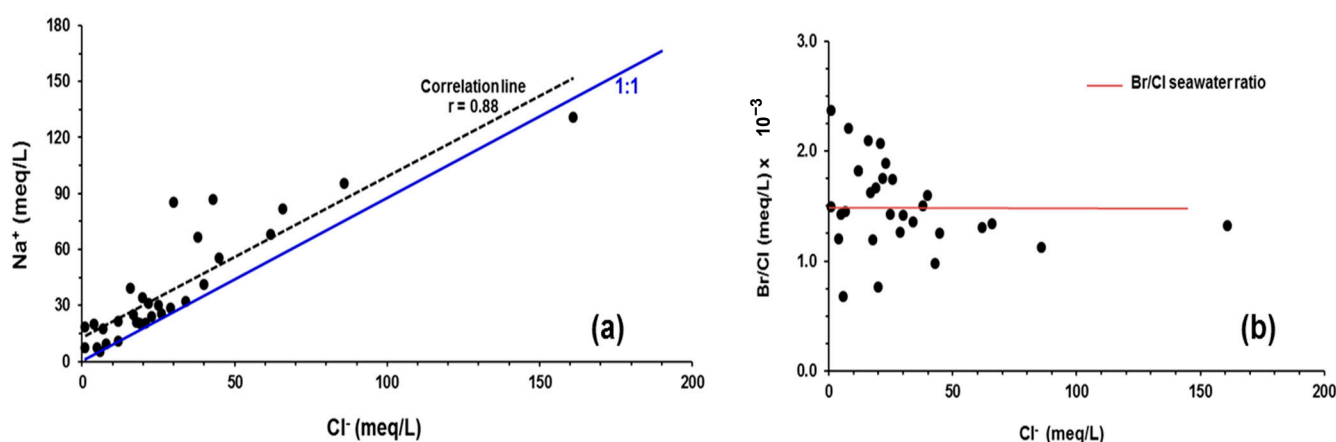 180
150
120
90
60
30
0
Na⁺ (meq/L)
Correlation line
r = 0.88
1:1
(a)
0
50
100
150
200
Cl⁻ (meq/L)
3.0
2.0
1.0
0.0
Br/Cl (meq/L) x 10⁻³
Br/Cl seawater ratio
(b)
0
50
100
150
200
Cl⁻ (meq/L)